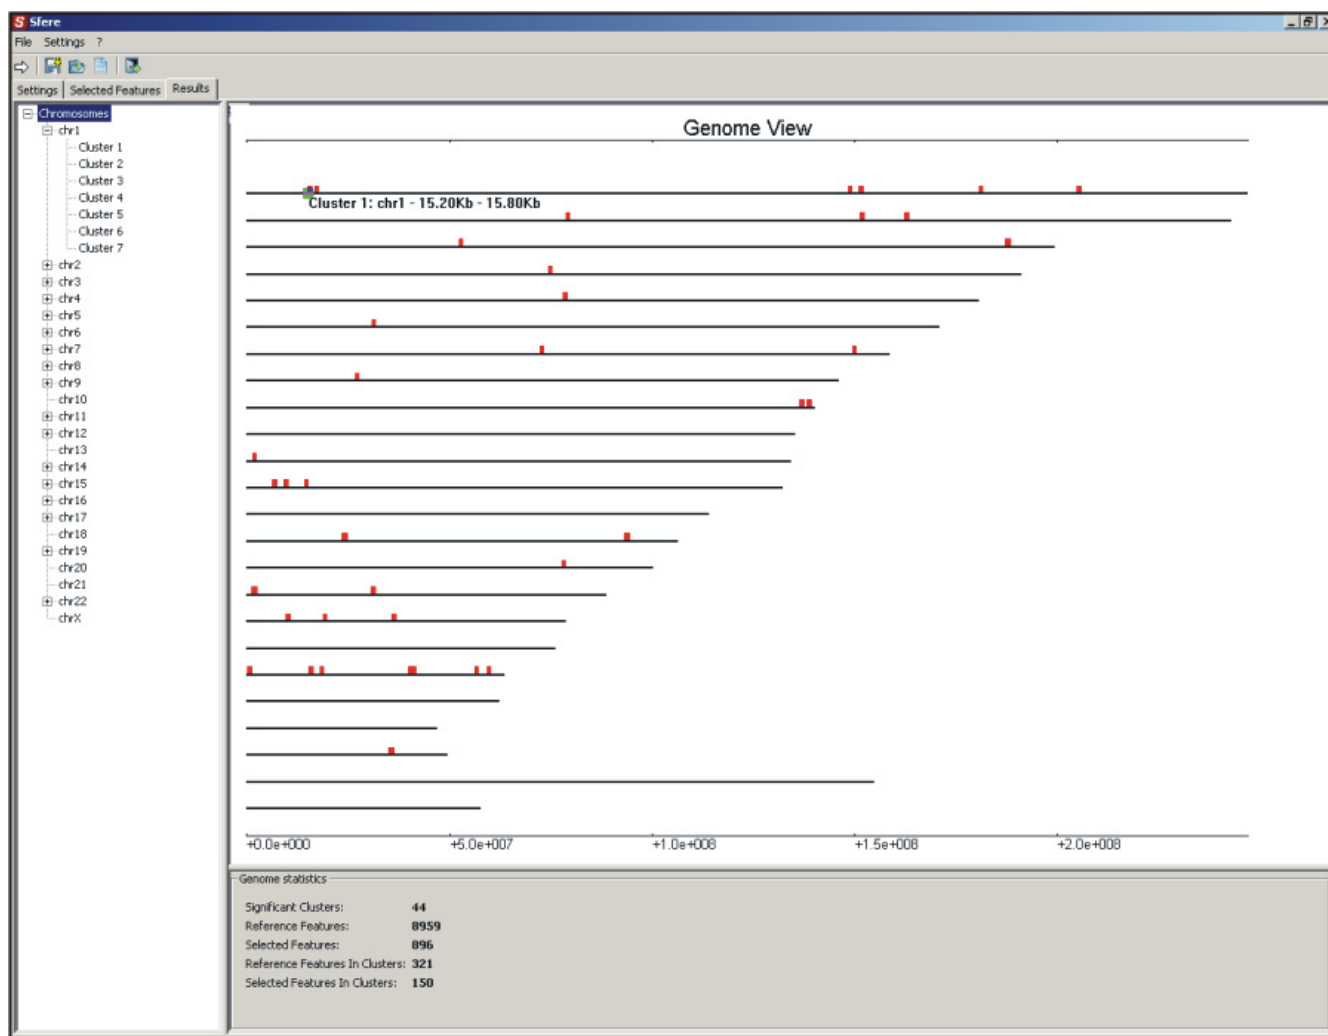 S Sfere
File Settings ?
Settings Selected Features Results
Chromosomes
chr1
Cluster 1
Cluster 2
Cluster 3
Cluster 4
Cluster 5
Cluster 6
Cluster 7
chr2
chr3
chr4
chr5
chr6
chr7
chr8
chr9
chr10
chr11
chr12
chr13
chr14
chr15
chr16
chr17
chr18
chr19
chr20
chr21
chr22
chrX
Genome View
Cluster 1: chr1 - 15.20Kb - 15.80Kb
+0.0e+000 +5.0e+007 +1.0e+008 +1.5e+008 +2.0e+008
Genome statistics
Significant Clusters: 44
Reference Features: 8959
Selected Features: 896
Reference Features In Clusters: 321
Selected Features In Clusters: 150